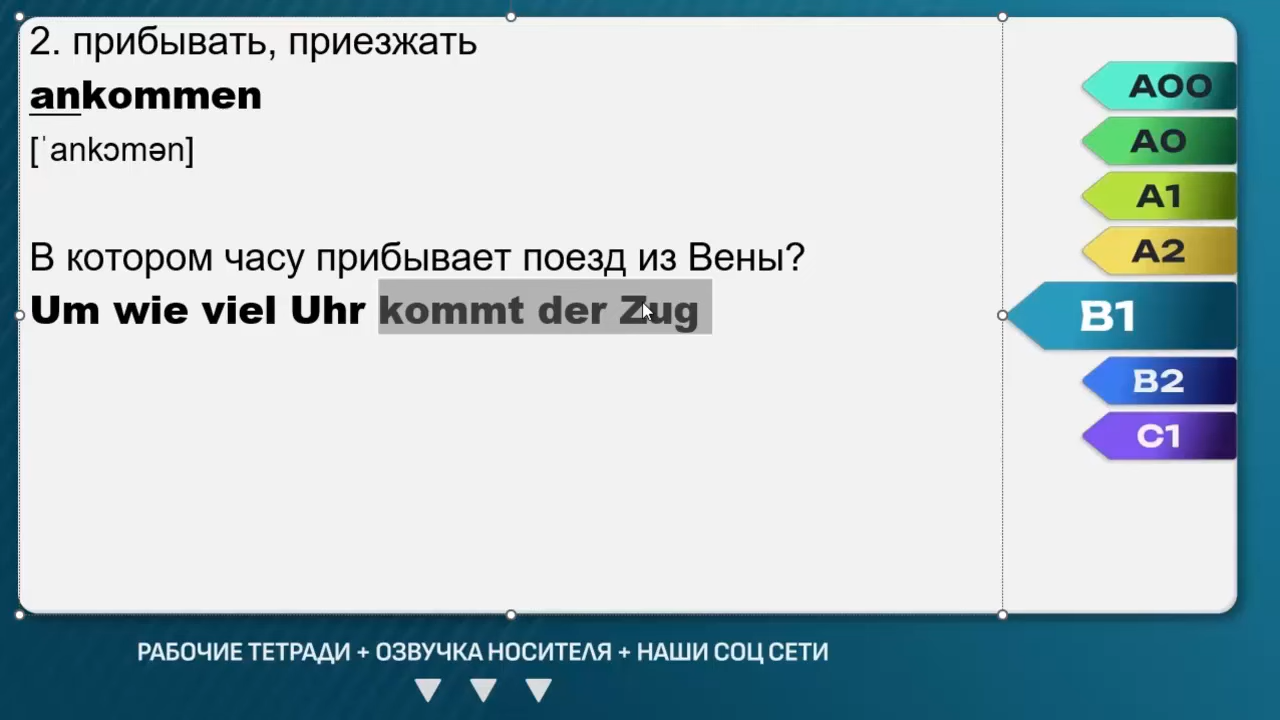 2. прибывать, приезжать
ankommen
[ˈankɔmən]
В котором часу прибывает поезд из Вены?
Um wie viel Uhr kommt der Zug
A00
A0
A1
A2
B1
B2
C1
РАБОЧИЕ ТЕТРАДИ + ОЗВУЧКА НОСИТЕЛЯ + НАШИ СОЦ СЕТИ